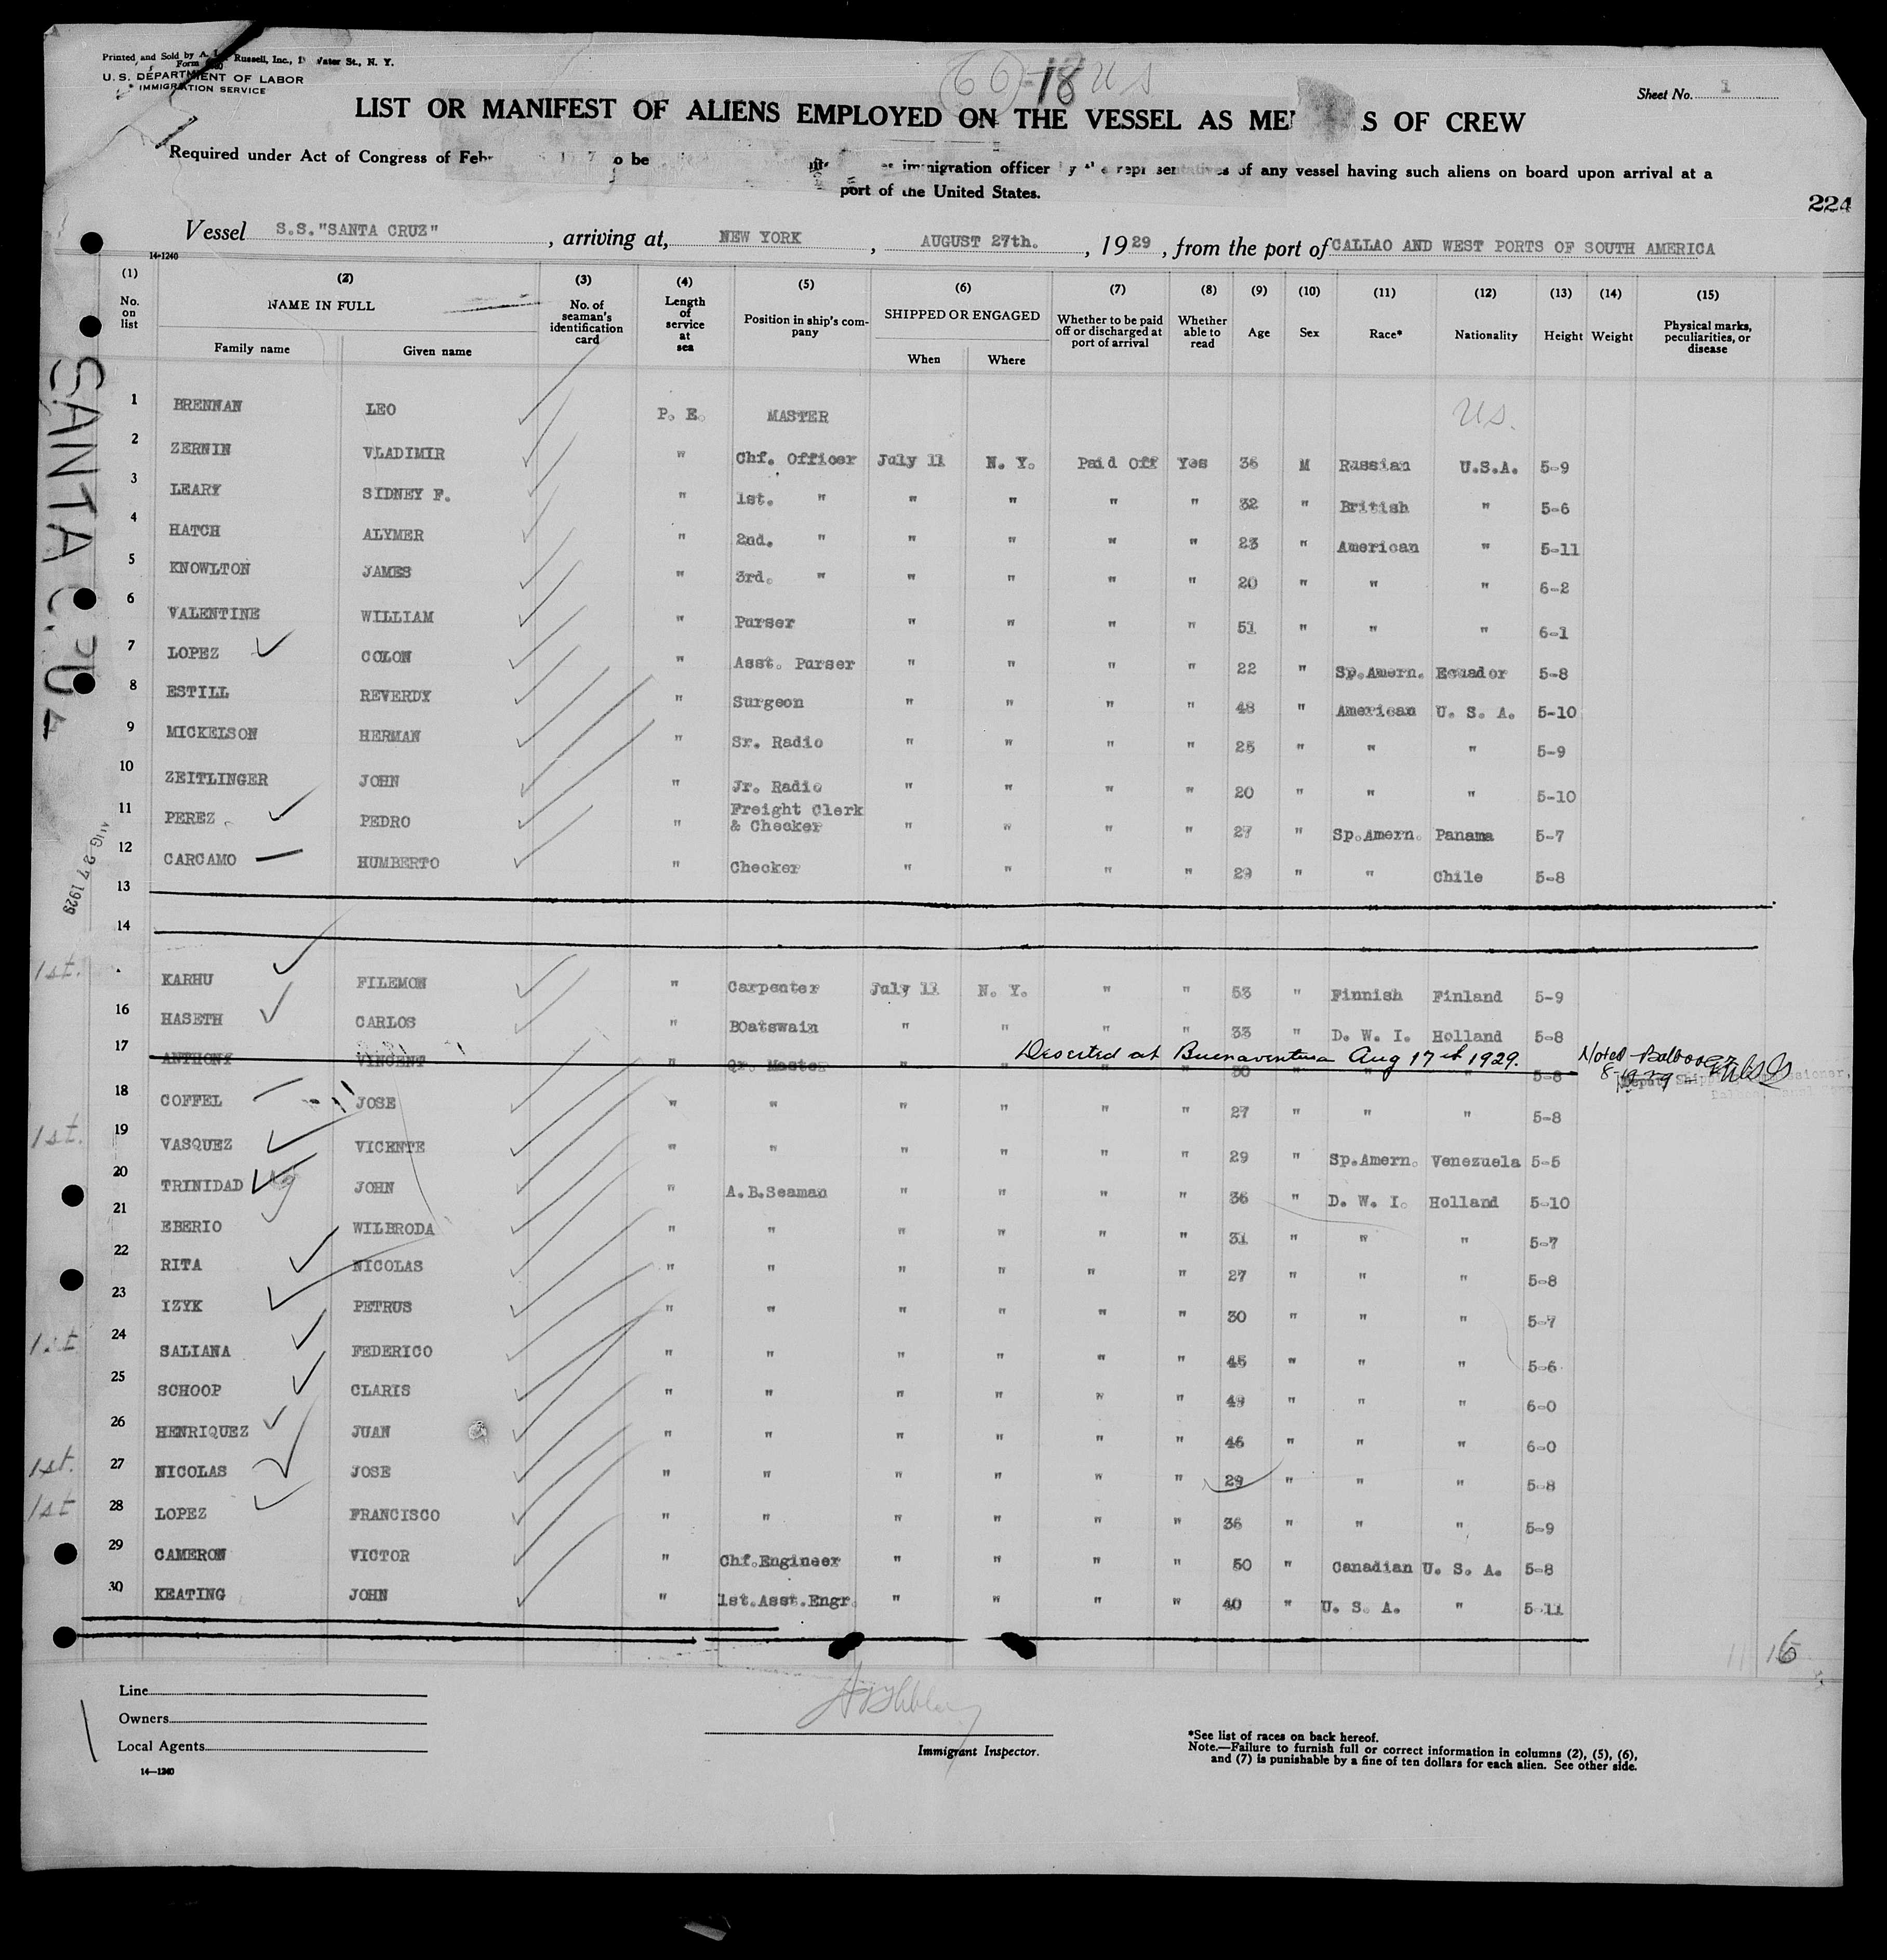 Printed and Sold by A. Russell, Inc., Water St., N. Y.
Form
U. S. DEPARTMENT OF LABOR
IMMIGRATION SERVICE
66-18 US
Sheet No. 1
LIST OR MANIFEST OF ALIENS EMPLOYED ON THE VESSEL AS S OF CREW
Required under Act of Congress of to be immigration officer by the representatives of any vessel having such aliens on board upon arrival at a
port of the United States.
224
Vessel S.S."SANTA CRUZ", arriving at, NEW YORK, AUGUST 27th., 1929, from the port of CALLAO AND WEST PORTS OF SOUTH AMERICA
14-1240
(1) No. on list (2) NAME IN FULL Family name Given name (3) No. of seaman's identification card (4) Length of service at sea (5) Position in ship's company (6) SHIPPED OR ENGAGED When Where (7) Whether to be paid off or discharged at port of arrival (8) Whether able to read (9) Age (10) Sex (11) Race* (12) Nationality (13) Height (14) Weight (15) Physical marks, peculiarities, or disease
1 BRENNAN LEO P. E. MASTER US.
2 ZERNIN VLADIMIR " Chf. Officer July 11 N. Y. Paid Off Yes 36 M Russian U.S.A. 5-9
3 LEARY SIDNEY F. " 1st. " " " " " 32 " British " 5-6
4 HATCH ALYMER " 2nd. " " " " " 23 " American " 5-11
5 KNOWLTON JAMES " 3rd. " " " " " 20 " " " 6-2
6 VALENTINE WILLIAM " Purser " " " " 51 " " " 6-1
7 LOPEZ COLON " Asst. Purser " " " " 22 " Sp.Amern. Ecuador 5-8
8 ESTILL REVERDY " Surgeon " " " " 48 " American U. S. A. 5-10
9 MICKELSON HERMAN " Sr. Radio " " " " 25 " " " 5-9
10 ZEITLINGER JOHN " Jr. Radio " " " " 20 " " " 5-10
11 PEREZ PEDRO " Freight Clerk & Checker " " " " 27 " Sp.Amern. Panama 5-7
12 CARCAMO HUMBERTO " Checker " " " " 29 " " Chile 5-8
13
14
1st. KARHU FILEMON " Carpenter July 11 N. Y. " " 53 " Finnish Finland 5-9
16 HASETH CARLOS " BOatswain " " " " 33 " D. W. I. Holland 5-8
17 ANTHONY VINCENT " Qr. Master " " " " 30 " " " 5-8
Deserted at Buenaventura Aug 17th 1929. Noted Balboa
18 COFFEL JOSE " " " " " " 27 " " " 5-8
1st. 19 VASQUEZ VICENTE " " " " " " 29 " Sp.Amern. Venezuela 5-5
20 TRINIDAD JOHN " A.B.Seaman " " " " 36 " D. W. I. Holland 5-10
21 EBERIO WILBRODA " " " " " " 31 " " " 5-7
22 RITA NICOLAS " " " " " " 27 " " " 5-8
23 IZYK PETRUS " " " " " " 30 " " " 5-7
1st 24 SALIANA FEDERICO " " " " " " 45 " " " 5-6
25 SCHOOP CLARIS " " " " " " 49 " " " 6-0
26 HENRIQUEZ JUAN " " " " " " 46 " " " 6-0
1st. 27 NICOLAS JOSE " " " " " " 29 " " " 5-8
1st 28 LOPEZ FRANCISCO " " " " " " 36 " " " 5-9
29 CAMERON VICTOR " Chf.Engineer " " " " 50 " Canadian U. S. A. 5-8
30 KEATING JOHN " 1st.Asst.Engr. " " " " 40 " U. S. A. " 5-11
SANTA CRUZ
AUG 27 1929
Line
Owners
Local Agents
14-1240
Immigrant Inspector.
*See list of races on back hereof.
Note.—Failure to furnish full or correct information in columns (2), (5), (6),
and (7) is punishable by a fine of ten dollars for each alien. See other side.